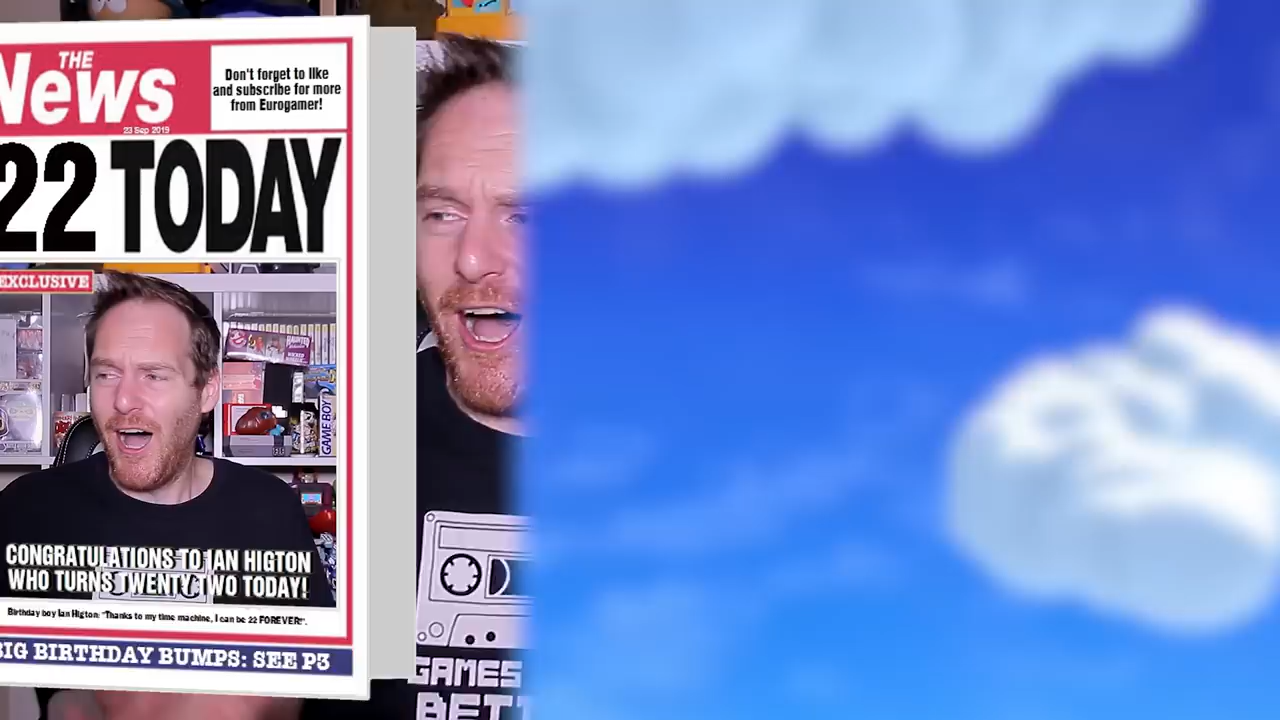 THE
News
Don't forget to like
and subscribe for more
from Eurogamer!
23 Sep 2019
22 TODAY
EXCLUSIVE
GAME BOY
CONGRATULATIONS TO IAN HIGTON
WHO TURNS TWENTY TWO TODAY!
Birthday boy Ian Higton: "Thanks to my time machine, I can be 22 FOREVER!".
BIG BIRTHDAY BUMPS: SEE P3
GAMES